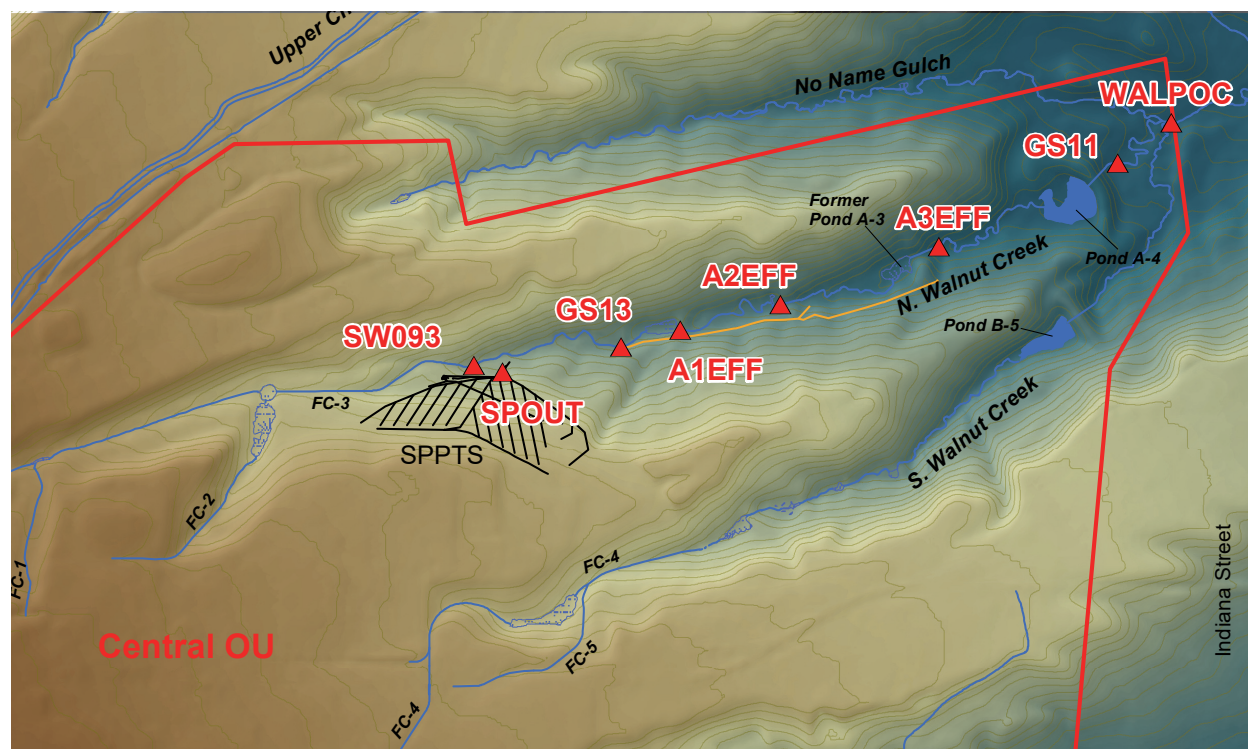 Upper
No Name Gulch
WALPOC
GS11
Former
Pond A-3
A3EFF
Pond A-4
N. Walnut Creek
A2EFF
GS13
SW093
A1EFF
Pond B-5
FC-3
SPOUT
SPPTS
S. Walnut Creek
FC-2
FC-1
FC-4
Indiana Street
Central OU
FC-5
FC-4